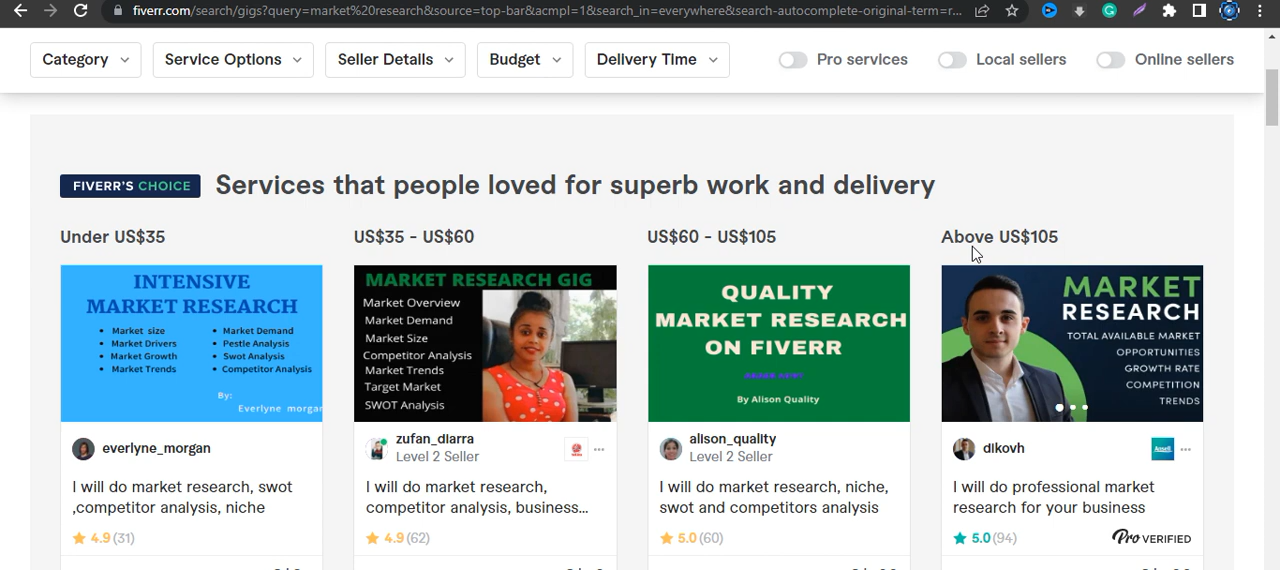 fiverr.com/search/gigs?query=market%20research&source=top-bar&acmpl=1&search_in=everywhere&search-autocomplete-original-term=r...
Category
Service Options
Seller Details
Budget
Delivery Time
Pro services
Local sellers
Online sellers
FIVERR'S CHOICE
Services that people loved for superb work and delivery
Under US$35
US$35 - US$60
US$60 - US$105
Above US$105
INTENSIVE
MARKET RESEARCH
• Market size
• Market Drivers
• Market Growth
• Market Trends
• Market Demand
• Pestle Analysis
• Swot Analysis
• Competitor Analysis
By:
Everlyne morgan
everlyne_morgan
I will do market research, swot
,competitor analysis, niche
4.9 (31)
MARKET RESEARCH GIG
Market Overview
Market Demand
Market Size
Competitor Analysis
Market Trends
Target Market
SWOT Analysis
zufan_diarra
Level 2 Seller
I will do market research,
competitor analysis, business...
4.9 (62)
QUALITY
MARKET RESEARCH
ON FIVERR
By Alison Quality
alison_quality
Level 2 Seller
I will do market research, niche,
swot and competitors analysis
5.0 (60)
MARKET
RESEARCH
TOTAL AVAILABLE MARKET
OPPORTUNITIES
GROWTH RATE
COMPETITION
TRENDS
dlkovh
Ansell
I will do professional market
research for your business
5.0 (94)
Pro VERIFIED